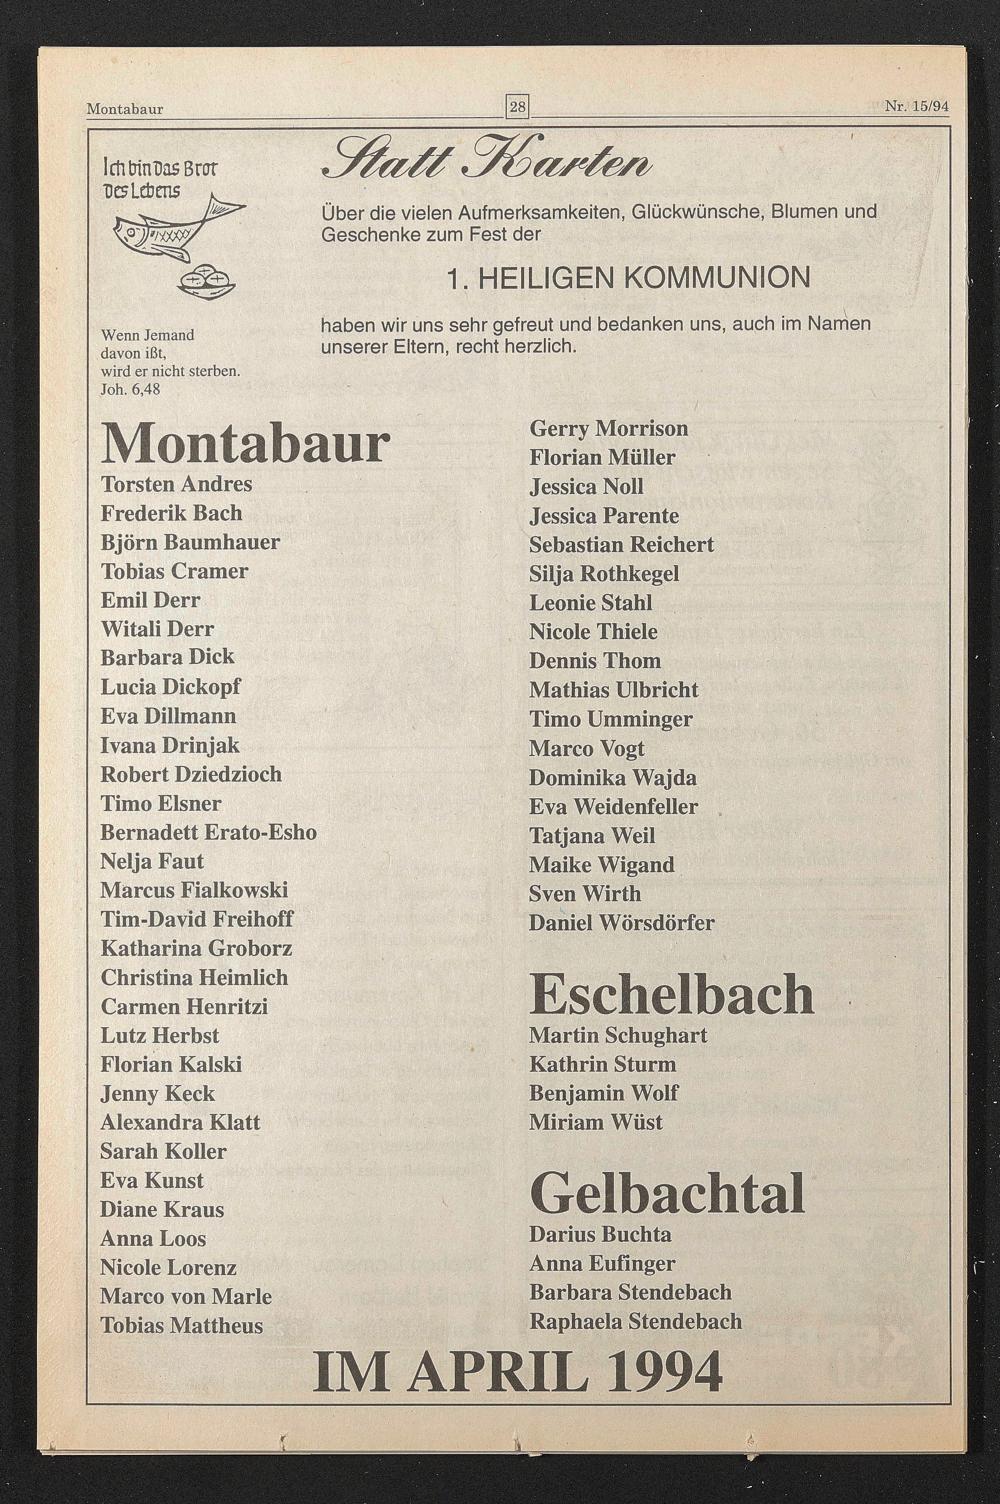 Montabaur
28
Nr. 15/94
Ich bin Das Brot
Des Lebens
Wenn Jemand
davon ißt,
wird er nicht sterben.
Joh. 6,48
Statt Karten
Über die vielen Aufmerksamkeiten, Glückwünsche, Blumen und
Geschenke zum Fest der
1. HEILIGEN KOMMUNION
haben wir uns sehr gefreut und bedanken uns, auch im Namen
unserer Eltern, recht herzlich.
Montabaur
Torsten Andres
Frederik Bach
Björn Baumhauer
Tobias Cramer
Emil Derr
Witali Derr
Barbara Dick
Lucia Dickopf
Eva Dillmann
Ivana Drinjak
Robert Dziedzioch
Timo Elsner
Bernadett Erato-Esho
Nelja Faut
Marcus Fialkowski
Tim-David Freihoff
Katharina Groborz
Christina Heimlich
Carmen Henritzi
Lutz Herbst
Florian Kalski
Jenny Keck
Alexandra Klatt
Sarah Koller
Eva Kunst
Diane Kraus
Anna Loos
Nicole Lorenz
Marco von Marle
Tobias Mattheus
Gerry Morrison
Florian Müller
Jessica Noll
Jessica Parente
Sebastian Reichert
Silja Rothkegel
Leonie Stahl
Nicole Thiele
Dennis Thom
Mathias Ulbricht
Timo Umminger
Marco Vogt
Dominika Wajda
Eva Weidenfeller
Tatjana Weil
Maike Wigand
Sven Wirth
Daniel Wörsdörfer
Eschelbach
Martin Schughart
Kathrin Sturm
Benjamin Wolf
Miriam Wüst
Gelbachtal
Darius Buchta
Anna Eufinger
Barbara Stendebach
Raphaela Stendebach
IM APRIL 1994